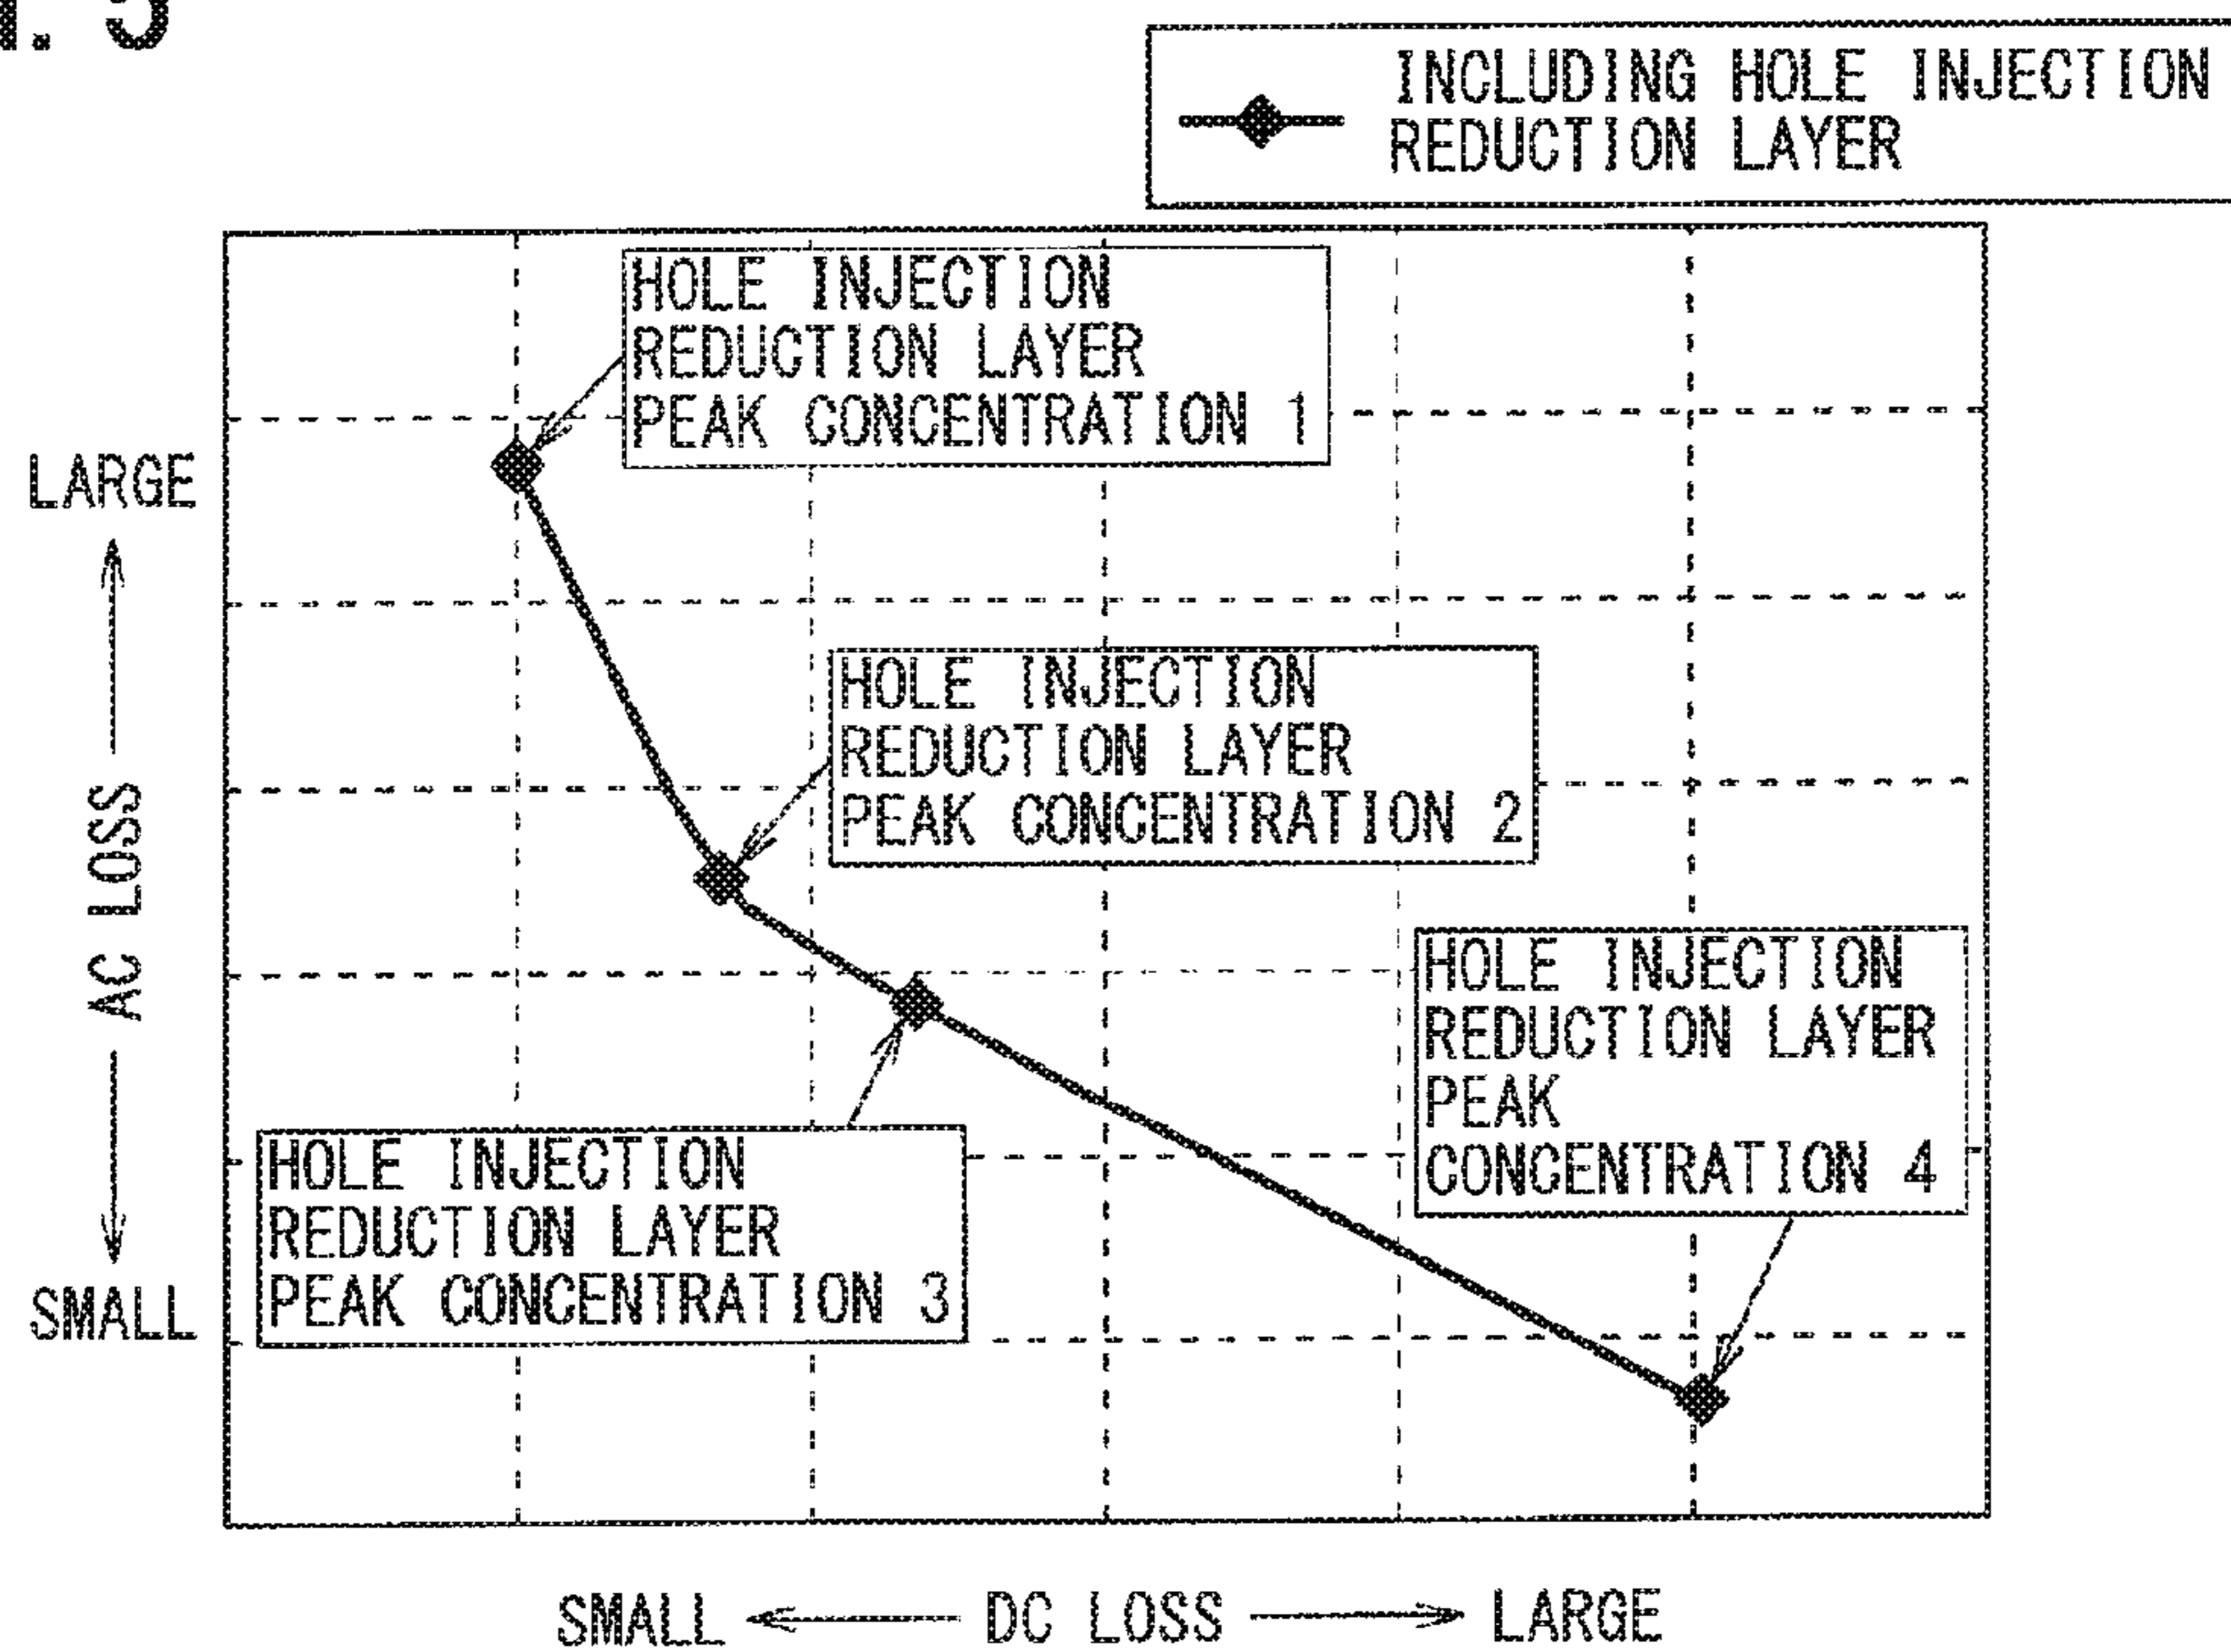 . 5
INCLUDING HOLE INJECTION
REDUCTION LAYER
HOLE INJECTION
REDUCTION LAYER
PEAK CONCENTRATION 1
LARGE
HOLE INJECTION
REDUCTION LAYER
PEAK CONCENTRATION 2
AC LOSS
HOLE INJECTION
REDUCTION LAYER
PEAK
CONCENTRATION 4
HOLE INJECTION
REDUCTION LAYER
PEAK CONCENTRATION 3
SMALL
SMALL ← DC LOSS → LARGE